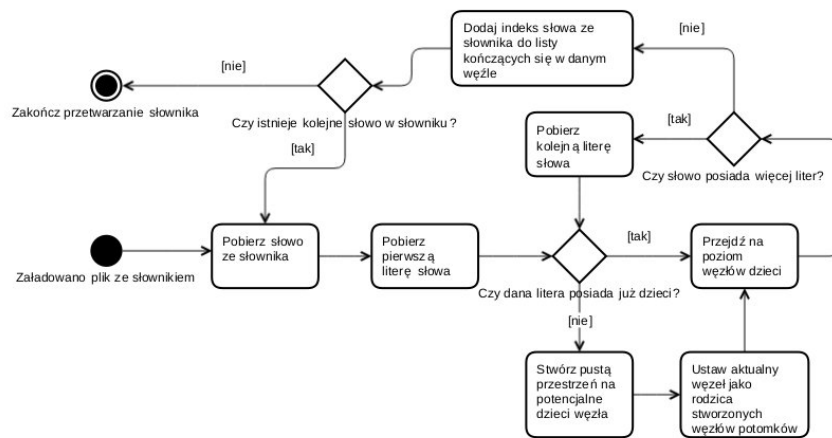 Dodaj indeks słowa ze
słownika do listy
kończących się w danym
węźle
[nie]
[nie]
Zakończ przetwarzanie słownika
Czy istnieje kolejne słowo w słowniku?
[tak]
Pobierz
kolejną literę
słowa
[tak]
Czy słowo posiada więcej liter?
Załadowano plik ze słownikiem
Pobierz słowo
ze słownika
Pobierz
pierwszą
literę słowa
[tak]
Czy dana litera posiada już dzieci?
[nie]
Przejdź na
poziom
węzłów dzieci
Stwórz pustą
przestrzeń na
potencjalne
dzieci węzła
Ustaw aktualny
węzeł jako
rodzica
stworzonych
węzłów potomków